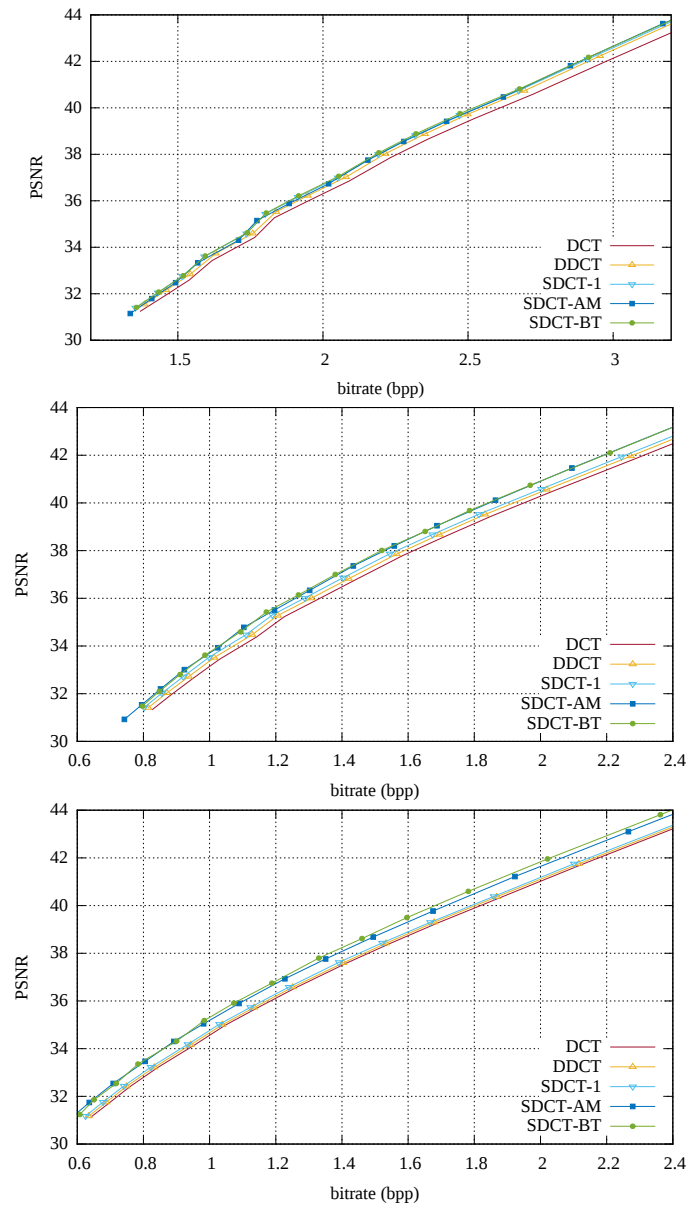 44
42
40
38
36
34
32
30
PSNR
DCT
DDCT
SDCT-1
SDCT-AM
SDCT-BT
1.5 2 2.5 3
bitrate (bpp)
44
42
40
38
36
34
32
30
PSNR
DCT
DDCT
SDCT-1
SDCT-AM
SDCT-BT
0.6 0.8 1 1.2 1.4 1.6 1.8 2 2.2 2.4
bitrate (bpp)
44
42
40
38
36
34
32
30
PSNR
DCT
DDCT
SDCT-1
SDCT-AM
SDCT-BT
0.6 0.8 1 1.2 1.4 1.6 1.8 2 2.2 2.4
bitrate (bpp)